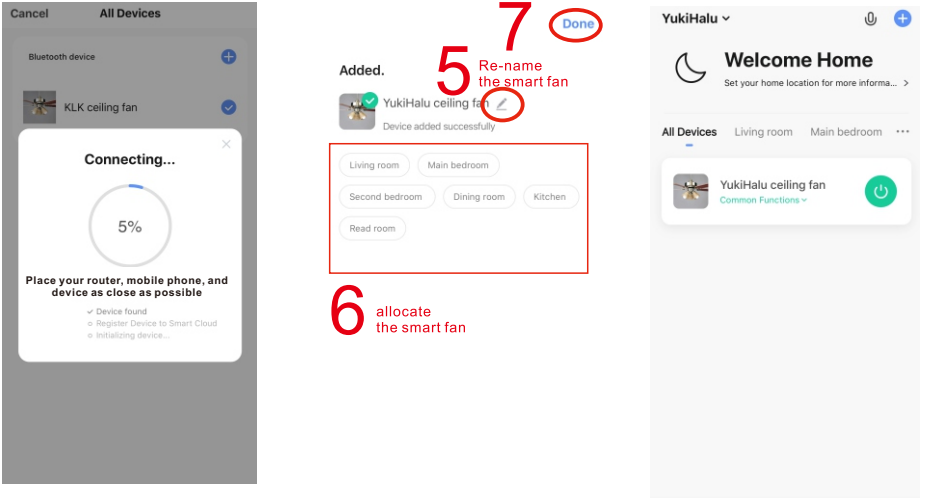 Cancel
All Devices
Bluetooth device
KLK ceiling fan
Connecting...
5%
Place your router, mobile phone, and
device as close as possible
Device found
Register Device to Smart Cloud
Initializing device...
7
Done
5
Re-name
the smart fan
Added.
YukiHalu ceiling fan
Device added successfully
Living room
Main bedroom
Second bedroom
Dining room
Kitchen
Read room
6
allocate
the smart fan
YukiHalu
Welcome Home
Set your home location for more informa...
All Devices
Living room
Main bedroom
YukiHalu ceiling fan
Common Functions